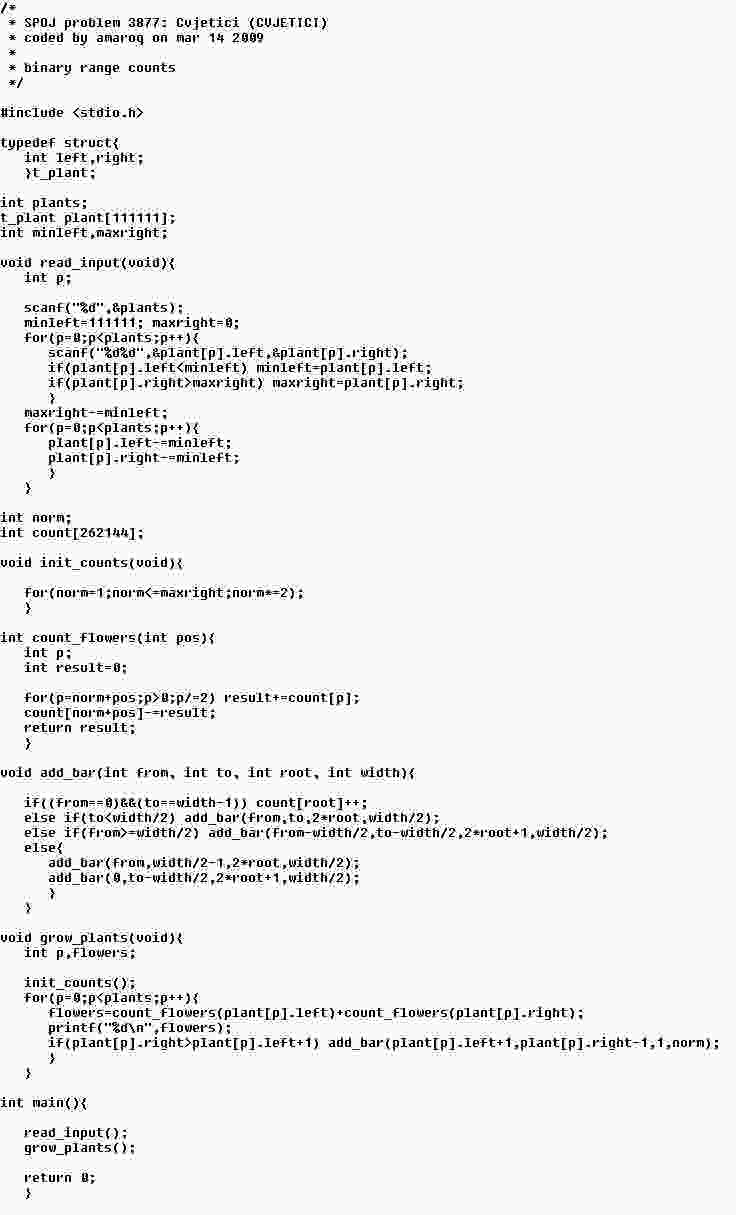 /*
 * SPOJ problem 3877: Cvjetici (CVJETICI)
 * coded by amaroq on mar 14 2009
 *
 * binary range counts
 */

#include <stdio.h>

typedef struct{
   int left,right;
   }t_plant;

int plants;
t_plant plant[111111];
int minleft,maxright;

void read_input(void){
   int p;

   scanf("%d",&plants);
   minleft=111111; maxright=0;
   for(p=0;p<plants;p++){
      scanf("%d%d",&plant[p].left,&plant[p].right);
      if(plant[p].left<minleft) minleft=plant[p].left;
      if(plant[p].right>maxright) maxright=plant[p].right;
      }
   maxright-=minleft;
   for(p=0;p<plants;p++){
      plant[p].left-=minleft;
      plant[p].right-=minleft;
      }
   }

int norm;
int count[262144];

void init_counts(void){

   for(norm=1;norm<=maxright;norm*=2);
   }

int count_flowers(int pos){
   int p;
   int result=0;

   for(p=norm+pos;p>0;p/=2) result+=count[p];
   count[norm+pos]-=result;
   return result;
   }

void add_bar(int from, int to, int root, int width){

   if((from==0)&&(to==width-1)) count[root]++;
   else if(to<width/2) add_bar(from,to,2*root,width/2);
   else if(from>=width/2) add_bar(from-width/2,to-width/2,2*root+1,width/2);
   else{
      add_bar(from,width/2-1,2*root,width/2);
      add_bar(0,to-width/2,2*root+1,width/2);
      }
   }

void grow_plants(void){
   int p,flowers;

   init_counts();
   for(p=0;p<plants;p++){
      flowers=count_flowers(plant[p].left)+count_flowers(plant[p].right);
      printf("%d\n",flowers);
      if(plant[p].right>plant[p].left+1) add_bar(plant[p].left+1,plant[p].right-1,1,norm);
      }
   }

int main(){

   read_input();
   grow_plants();

   return 0;
   }